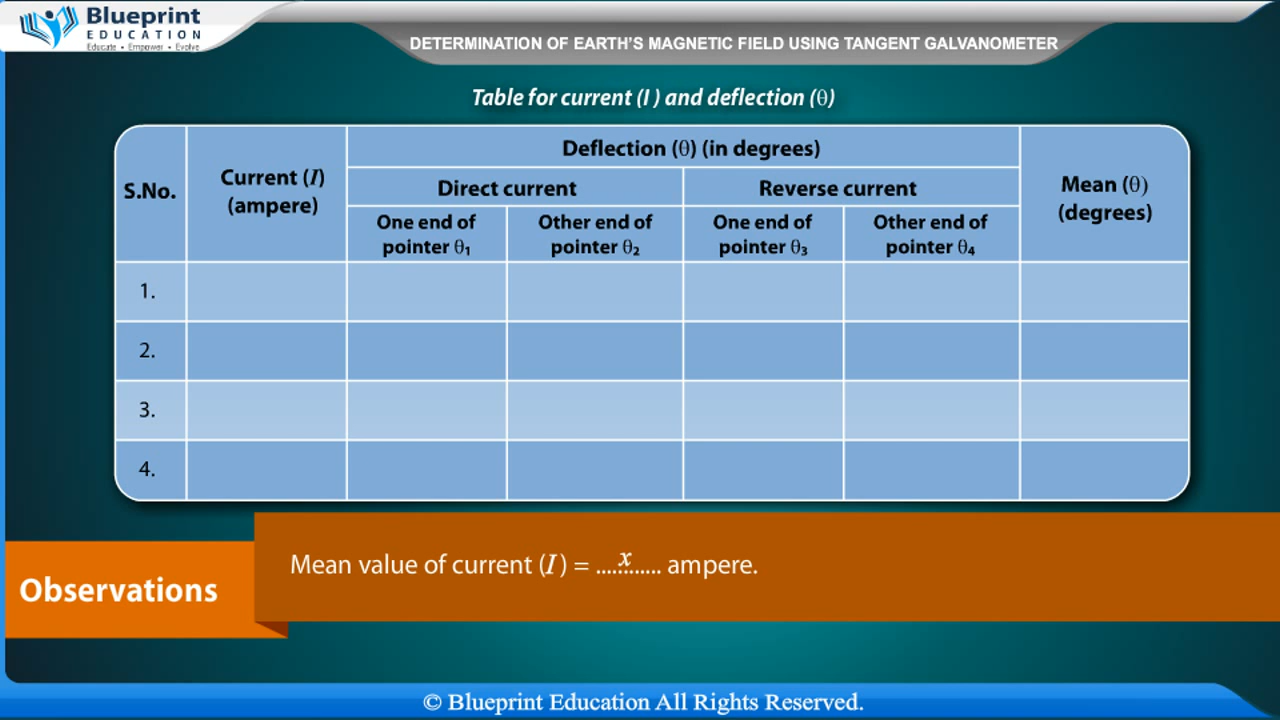 Blueprint
EDUCATION
Educate • Empower • Evolve
DETERMINATION OF EARTH'S MAGNETIC FIELD USING TANGENT GALVANOMETER
Table for current (I) and deflection (θ)
S.No.
Current (I)
(ampere)
Deflection (θ) (in degrees)
Direct current
Reverse current
One end of
pointer θ₁
Other end of
pointer θ₂
One end of
pointer θ₃
Other end of
pointer θ₄
Mean (θ)
(degrees)
1.
2.
3.
4.
Observations
Mean value of current (I) = ....x...... ampere.
© Blueprint Education All Rights Reserved.